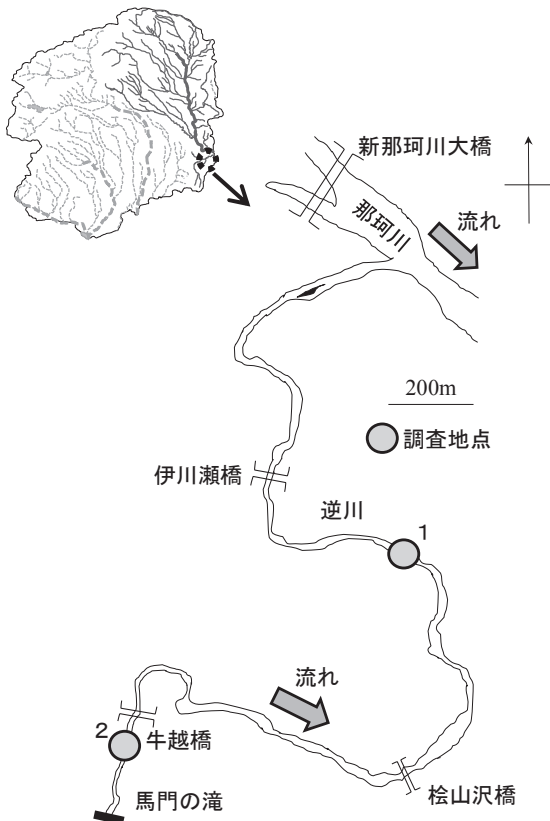 新那珂川大橋
那珂川
流れ
200m
調査地点
伊川瀬橋
逆川
1
流れ
2
牛越橋
桧山沢橋
馬門の滝